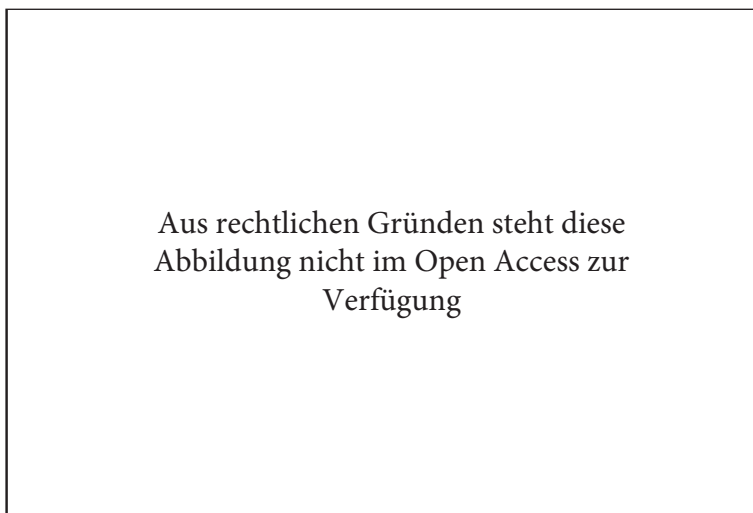 Aus rechtlichen Gründen steht diese
Abbildung nicht im Open Access zur
Verfügung